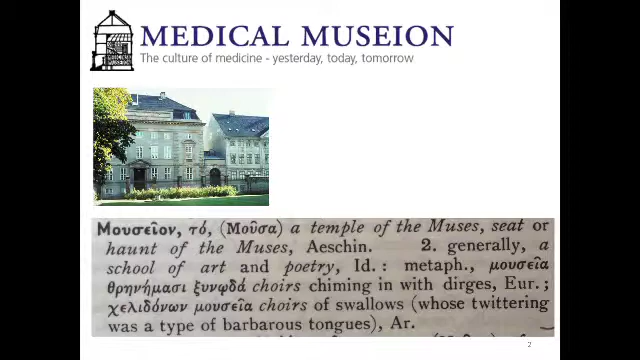 MEDICAL MUSEION
The culture of medicine - yesterday, today, tomorrow
Μουσεῖον, τό, (Μοῦσα) a temple of the Muses, seat or
haunt of the Muses, Aeschin. 2. generally, a
school of art and poetry, Id.: metaph., μουσεῖα
θρηνήμασι ξυνῳδά choirs chiming in with dirges, Eur.;
χελιδόνων μουσεῖα choirs of swallows (whose twittering
was a type of barbarous tongues), Ar.
2